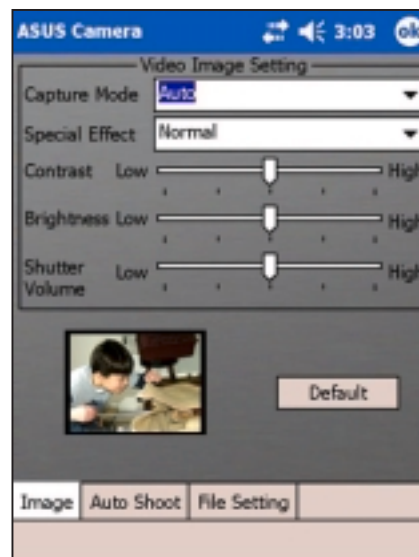 ASUS Camera 3:03 ok
Video Image Setting
Capture Mode Auto
Special Effect Normal
Contrast Low High
Brightness Low High
Shutter Volume Low High
Default
Image Auto Shoot File Setting